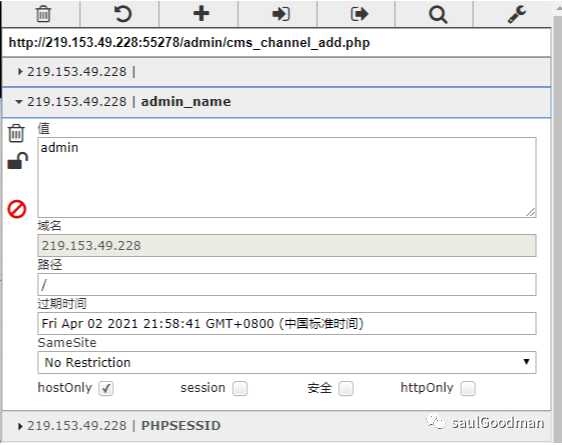 http://219.153.49.228:55278/admin/cms_channel_add.php
219.153.49.228 |
219.153.49.228 | admin_name
值
admin
域名
219.153.49.228
路径
/
过期时间
Fri Apr 02 2021 21:58:41 GMT+0800 (中国标准时间)
SameSite
No Restriction
hostOnly session 安全 httpOnly
219.153.49.228 | PHPSESSID
saulGoodman